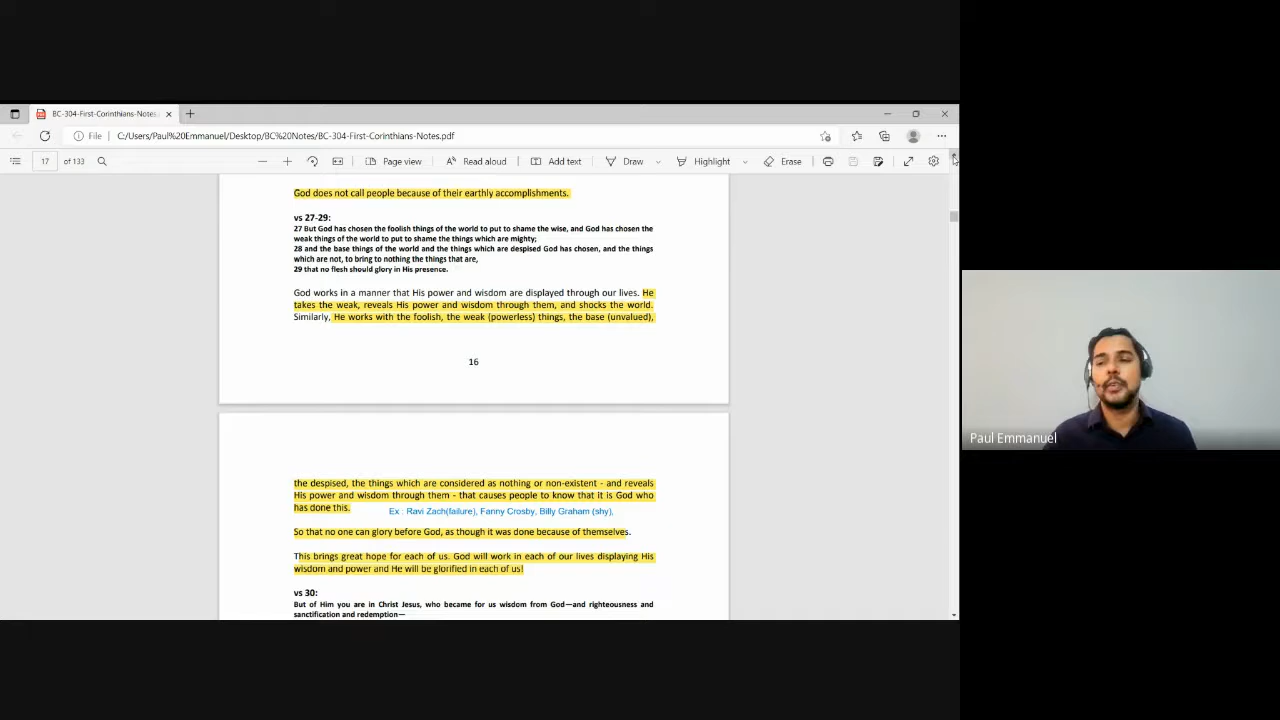 BC-304-First-Corinthians-Notes.
File
C:/Users/Paul%20Emmanuel/Desktop/BC%20Notes/BC-304-First-Corinthians-Notes.pdf
17 of 133
Page view
Read aloud
Add text
Draw
Highlight
Erase
God does not call people because of their earthly accomplishments.
vs 27-29:
27 But God has chosen the foolish things of the world to put to shame the wise, and God has chosen the
weak things of the world to put to shame the things which are mighty;
28 and the base things of the world and the things which are despised God has chosen, and the things
which are not, to bring to nothing the things that are,
29 that no flesh should glory in His presence.
God works in a manner that His power and wisdom are displayed through our lives. He
takes the weak, reveals His power and wisdom through them, and shocks the world.
Similarly, He works with the foolish, the weak (powerless) things, the base (unvalued),
16
the despised, the things which are considered as nothing or non-existent - and reveals
His power and wisdom through them - that causes people to know that it is God who
has done this.
Ex : Ravi Zach(failure), Fanny Crosby, Billy Graham (shy),
So that no one can glory before God, as though it was done because of themselves.
This brings great hope for each of us. God will work in each of our lives displaying His
wisdom and power and He will be glorified in each of us!
vs 30:
But of Him you are in Christ Jesus, who became for us wisdom from God—and righteousness and
sanctification and redemption—
Paul Emmanuel